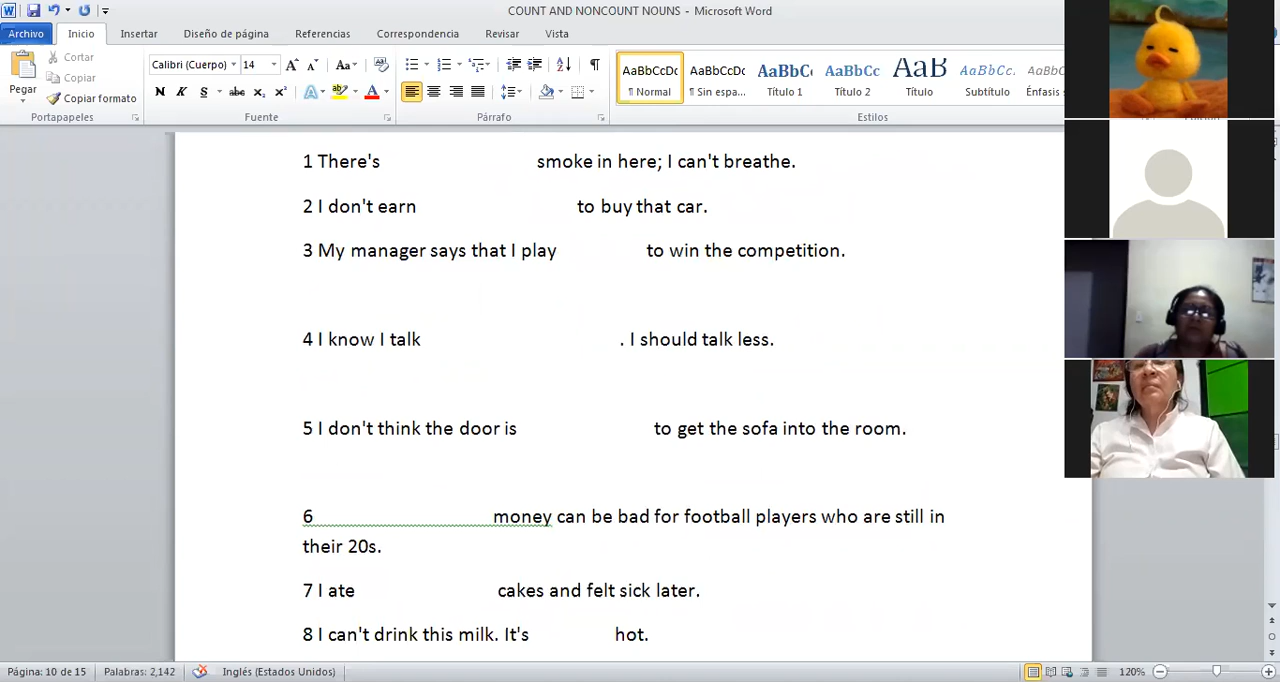 COUNT AND NONCOUNT NOUNS - Microsoft Word
Archivo Inicio Insertar Diseño de página Referencias Correspondencia Revisar Vista
Pegar
Cortar
Copiar
Copiar formato
Portapapeles
Calibri (Cuerpo) 14
Fuente
Párrafo
AaBbCcDc AaBbCcDc AaBbC AaBbCc AaB AaBbCc AaBbCc
¶ Normal ¶ Sin espa... Título 1 Título 2 Título Subtítulo Énfasis
Estilos
1 There's smoke in here; I can't breathe.
2 I don't earn to buy that car.
3 My manager says that I play to win the competition.
4 I know I talk . I should talk less.
5 I don't think the door is to get the sofa into the room.
6 money can be bad for football players who are still in
their 20s.
7 I ate cakes and felt sick later.
8 I can't drink this milk. It's hot.
Página: 10 de 15 Palabras: 2,142 Inglés (Estados Unidos) 120%